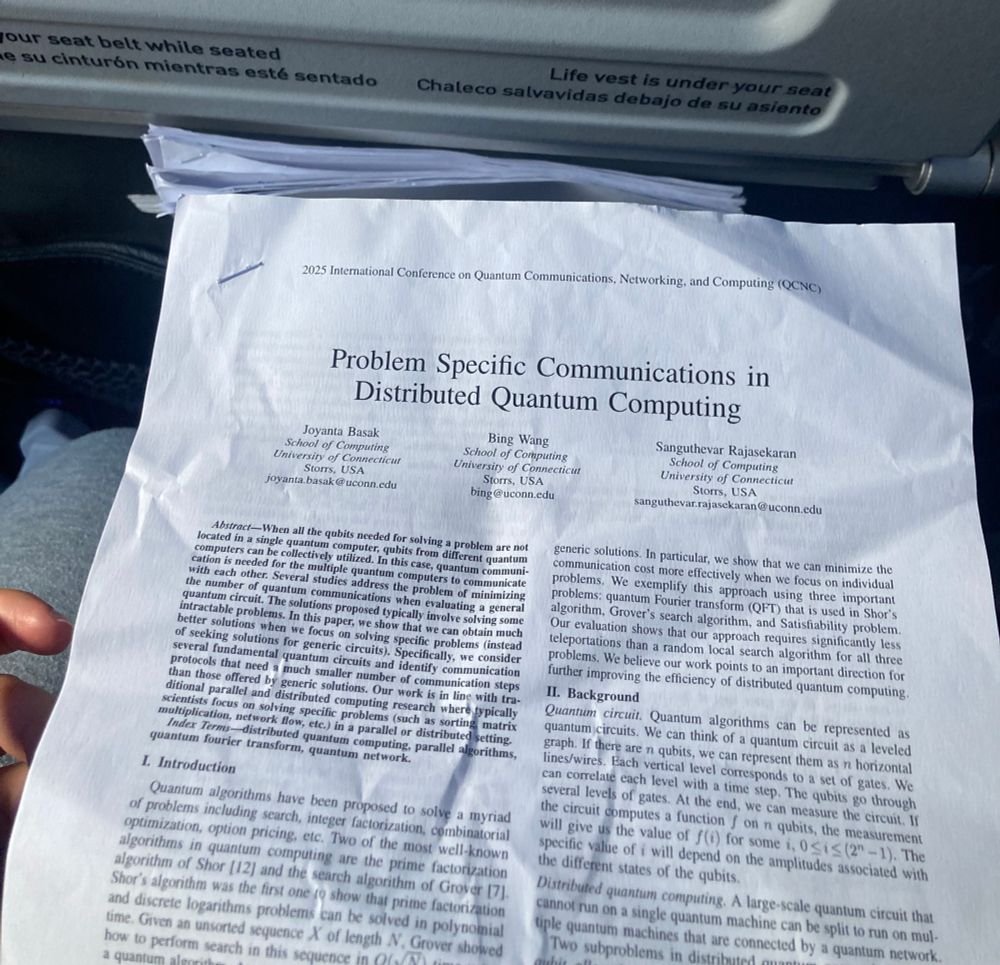 your seat belt while seated
su cinturón mientras esté sentado
Life vest is under your seat
Chaleco salvavidas debajo de su asiento
2025 International Conference on Quantum Communications, Networking, and Computing (QCNC)
Problem Specific Communications in
Distributed Quantum Computing
Joyanta Basak
School of Computing
University of Connecticut
Storrs, USA
joyanta.basak@uconn.edu
Bing Wang
School of Computing
University of Connecticut
Storrs, USA
bing@uconn.edu
Sanguthevar Rajasekaran
School of Computing
University of Connecticut
Storrs, USA
sanguthevar.rajasekaran@uconn.edu
Abstract—When all the qubits needed for solving a problem are not
located in a single quantum computer, qubits from different quantum
computers can be collectively utilized. In this case, quantum communi-
cation is needed for the multiple quantum computers to communicate
with each other. Several studies address the problem of minimizing
the number of quantum communications when evaluating a general
quantum circuit. The solutions proposed typically involve solving some
intractable problems. In this paper, we show that we can obtain much
better solutions when we focus on solving specific problems (instead
of seeking solutions for generic circuits). Specifically, we consider
several fundamental quantum circuits and identify communication
protocols that need a much smaller number of communication steps
than those offered by generic solutions. Our work is in line with tra-
ditional parallel and distributed computing research where typically
scientists focus on solving specific problems (such as sorting, matrix
multiplication, network flow, etc.) in a parallel or distributed setting.
Index Terms—distributed quantum computing, parallel algorithms,
quantum fourier transform, quantum network.
I. Introduction
Quantum algorithms have been proposed to solve a myriad
of problems including search, integer factorization, combinatorial
optimization, option pricing, etc. Two of the most well-known
algorithms in quantum computing are the prime factorization
algorithm of Shor [12] and the search algorithm of Grover [7].
Shor's algorithm was the first one to show that prime factorization
and discrete logarithms problems can be solved in polynomial
time. Given an unsorted sequence X of length N, Grover showed
how to perform search in this sequence in O(√N) time
a quantum algorithm
generic solutions. In particular, we show that we can minimize the
communication cost more effectively when we focus on individual
problems. We exemplify this approach using three important
problems: quantum Fourier transform (QFT) that is used in Shor's
algorithm, Grover's search algorithm, and Satisfiability problem.
Our evaluation shows that our approach requires significantly less
teleportations than a random local search algorithm for all three
problems. We believe our work points to an important direction for
further improving the efficiency of distributed quantum computing.
II. Background
Quantum circuit. Quantum algorithms can be represented as
quantum circuits. We can think of a quantum circuit as a leveled
graph. If there are n qubits, we can represent them as n horizontal
lines/wires. Each vertical level corresponds to a set of gates. We
can correlate each level with a time step. The qubits go through
several levels of gates. At the end, we can measure the circuit. If
the circuit computes a function f on n qubits, the measurement
will give us the value of f(i) for some i, 0≤i≤(2ⁿ−1). The
specific value of i will depend on the amplitudes associated with
the different states of the qubits.
Distributed quantum computing. A large-scale quantum circuit that
cannot run on a single quantum machine can be split to run on mul-
tiple quantum machines that are connected by a quantum network.
Two subproblems in distributed quantum
qubit